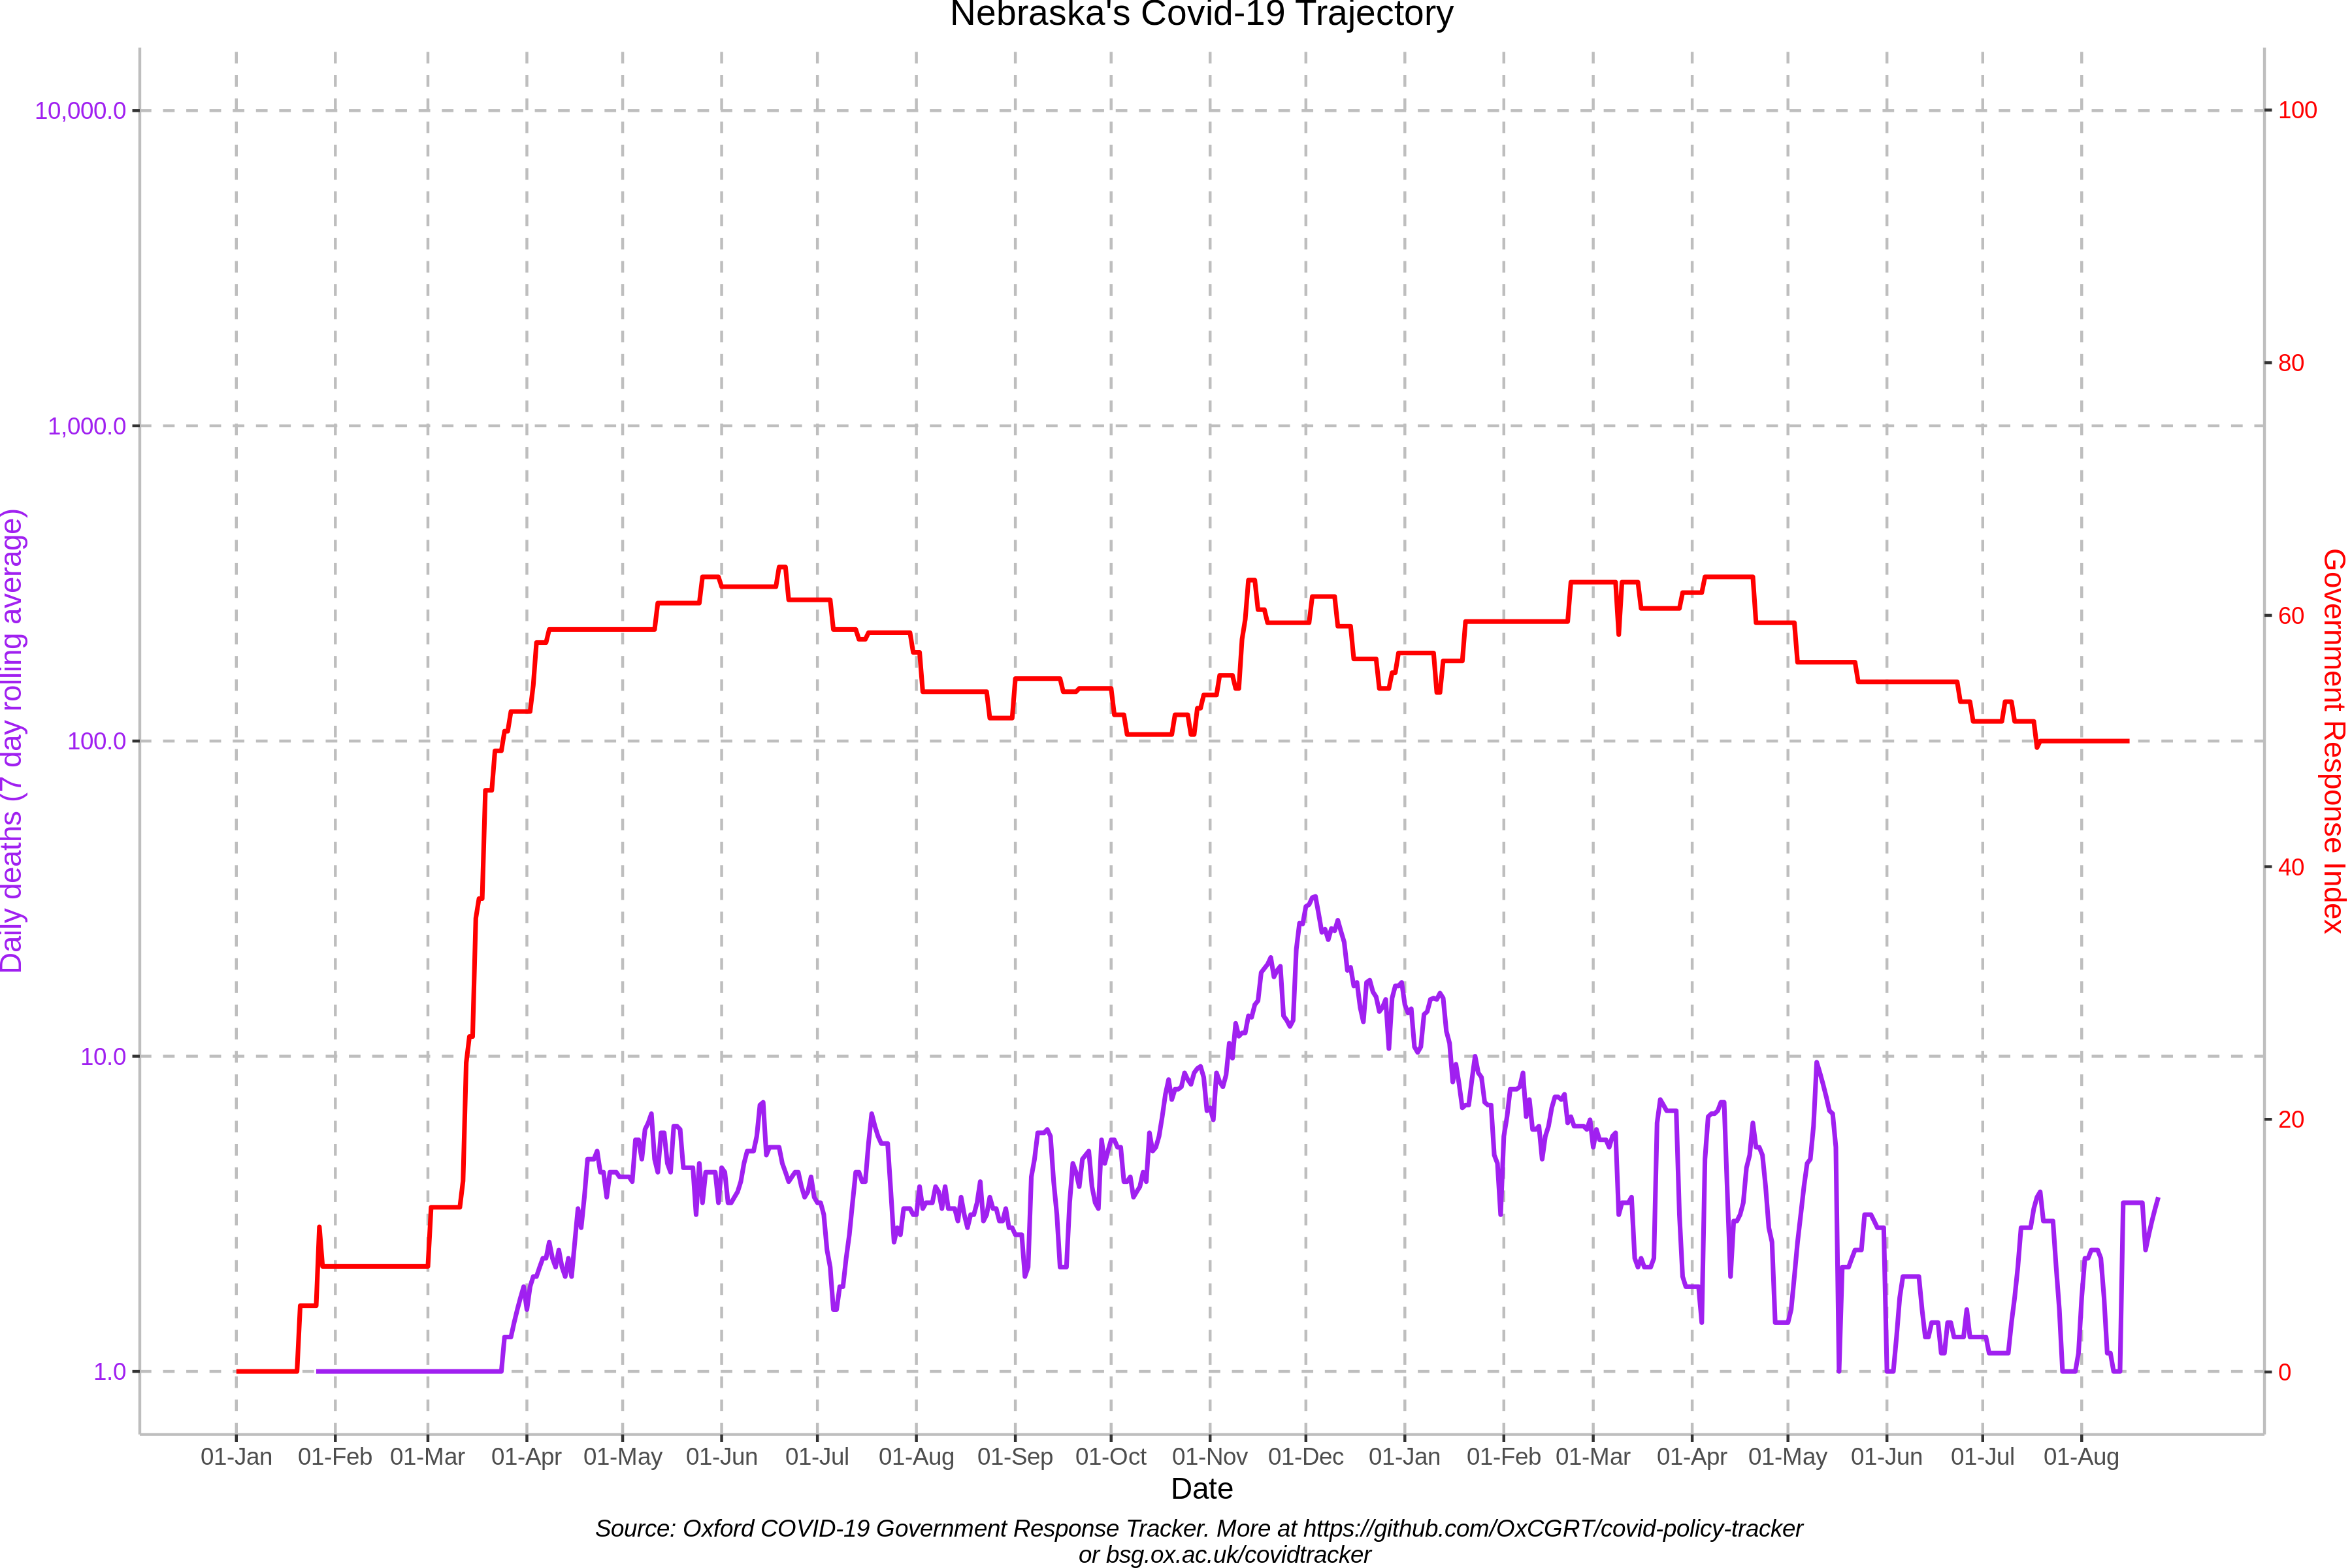 Nebraska's Covid-19 Trajectory
10,000.0
1,000.0
100.0
10.0
1.0
Daily deaths (7 day rolling average)
100
80
60
40
20
0
Government Response Index
01-Jan 01-Feb 01-Mar 01-Apr 01-May 01-Jun 01-Jul 01-Aug 01-Sep 01-Oct 01-Nov 01-Dec 01-Jan 01-Feb 01-Mar 01-Apr 01-May 01-Jun 01-Jul 01-Aug
Date
Source: Oxford COVID-19 Government Response Tracker. More at https://github.com/OxCGRT/covid-policy-tracker
or bsg.ox.ac.uk/covidtracker